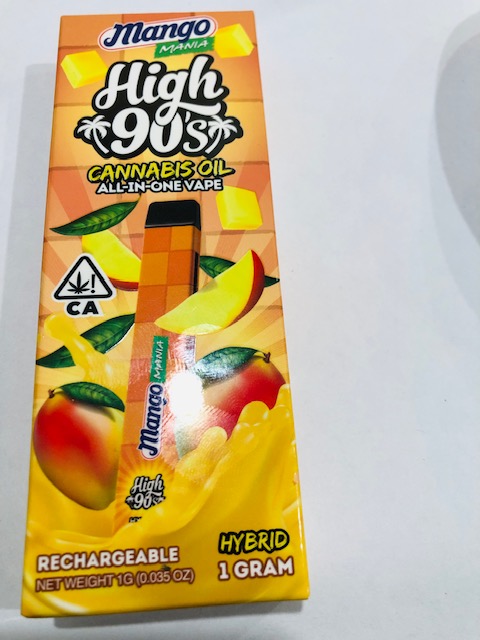 Mango
MANIA
High
90's
CANNABIS OIL
ALL-IN-ONE VAPE
CA
Mango MANIA
High
90's
RECHARGEABLE
NET WEIGHT 1G (0.035 OZ)
HYBRID
1 GRAM